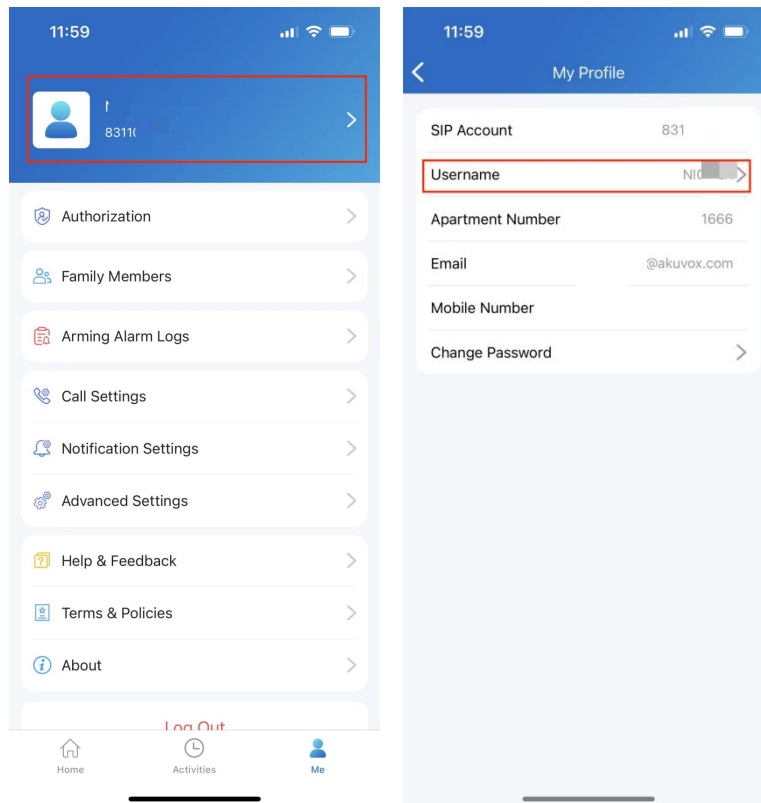 11:59
83110
Authorization
Family Members
Arming Alarm Logs
Call Settings
Notification Settings
Advanced Settings
Help & Feedback
Terms & Policies
About
Log Out
Home
Activities
Me
11:59
My Profile
SIP Account 831
Username
Apartment Number 1666
Email @akuvox.com
Mobile Number
Change Password